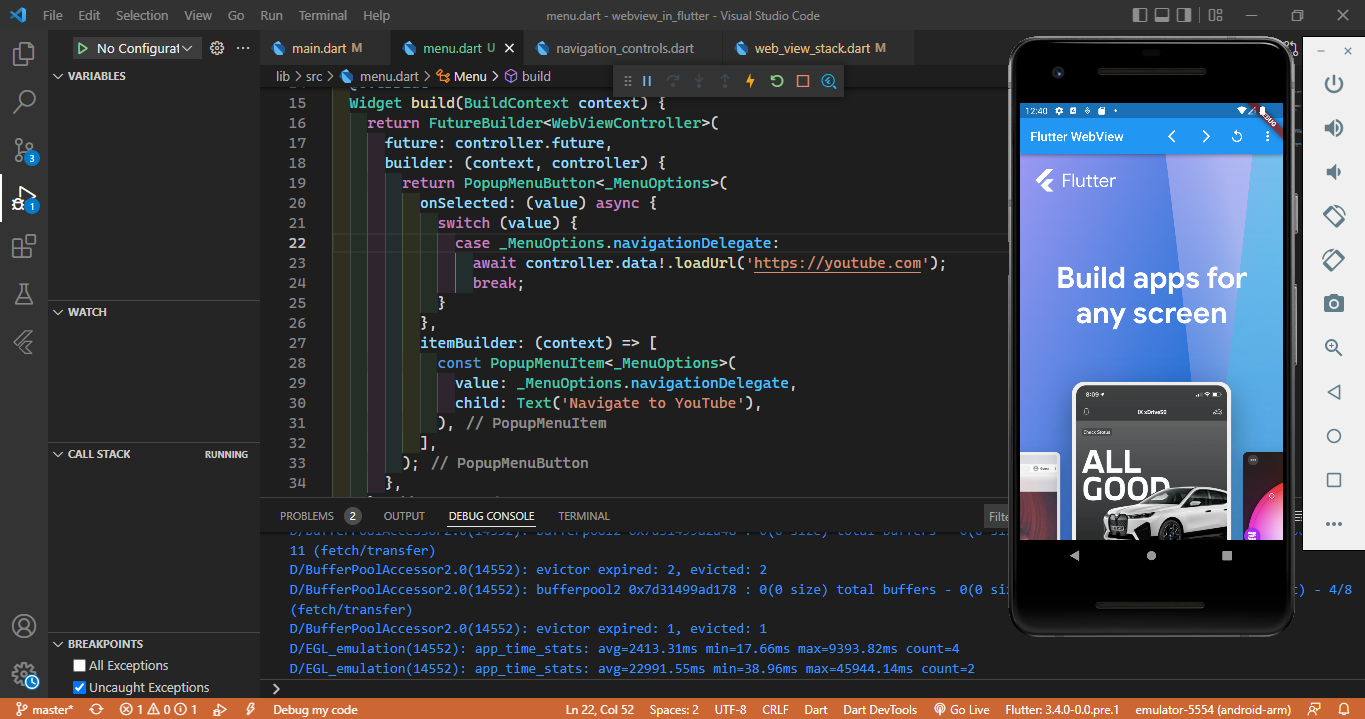 File Edit Selection View Go Run Terminal Help
menu.dart - webview_in_flutter - Visual Studio Code
No Configurat
main.dart M
menu.dart U
navigation_controls.dart
web_view_stack.dart M
lib > src > menu.dart > Menu > build
VARIABLES
15 Widget build(BuildContext context) {
16 return FutureBuilder<WebViewController>(
17 future: controller.future,
18 builder: (context, controller) {
19 return PopupMenuButton<_MenuOptions>(
20 onSelected: (value) async {
21 switch (value) {
22 case _MenuOptions.navigationDelegate:
23 await controller.data!.loadUrl('https://youtube.com');
24 break;
25 }
26 },
27 itemBuilder: (context) => [
28 const PopupMenuItem<_MenuOptions>(
29 value: _MenuOptions.navigationDelegate,
30 child: Text('Navigate to YouTube'),
31 ), // PopupMenuItem
32 ],
33 ); // PopupMenuButton
34 },
WATCH
CALL STACK RUNNING
BREAKPOINTS
All Exceptions
Uncaught Exceptions
3
1
PROBLEMS 2 OUTPUT DEBUG CONSOLE TERMINAL
Filte
11 (fetch/transfer)
D/BufferPoolAccessor2.0(14552): evictor expired: 2, evicted: 2
D/BufferPoolAccessor2.0(14552): bufferpool2 0x7d31499ad178 : 0(0 size) total buffers - 0(0 si
t) - 4/8
(fetch/transfer)
D/BufferPoolAccessor2.0(14552): evictor expired: 1, evicted: 1
D/EGL_emulation(14552): app_time_stats: avg=2413.31ms min=17.66ms max=9393.82ms count=4
D/EGL_emulation(14552): app_time_stats: avg=22991.55ms min=38.96ms max=45944.14ms count=2
12:40
DEBUG
Flutter WebView
Flutter
Build apps for
any screen
8:09
iX xDrive50
Check Status
ALL
GOOD
master* 1 0 1 Debug my code Ln 22, Col 52 Spaces: 2 UTF-8 CRLF Dart Dart DevTools Go Live Flutter: 3.4.0-0.0.pre.1 emulator-5554 (android-arm)